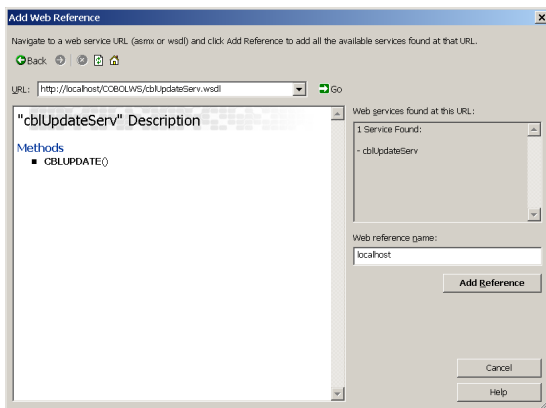 Add Web Reference
Navigate to a web service URL (asmx or wsdl) and click Add Reference to add all the available services found at that URL.
Back
URL: http://localhost/COBOLWS/cblUpdateServ.wsdl Go
"cblUpdateServ" Description
Methods
CBLUPDATE()
Web services found at this URL:
1 Service Found:
- cblUpdateServ
Web reference name:
localhost
Add Reference
Cancel
Help